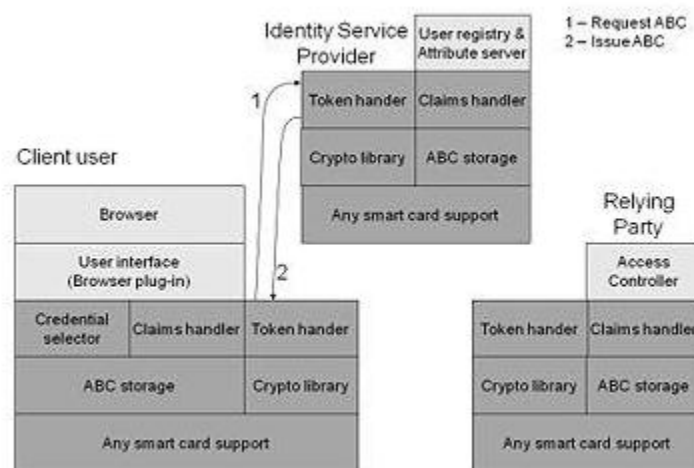 Identity Service
Provider
User registry &
Attribute server
1 – Request ABC
2 – Issue ABC
1
Token hander
Claims handler
Crypto library
ABC storage
Any smart card support
Client user
Browser
User interface
(Browser plug-in)
2
Credential
selector
Claims handler
Token hander
ABC storage
Crypto library
Any smart card support
Relying
Party
Access
Controller
Token hander
Claims handler
Crypto library
ABC storage
Any smart card support